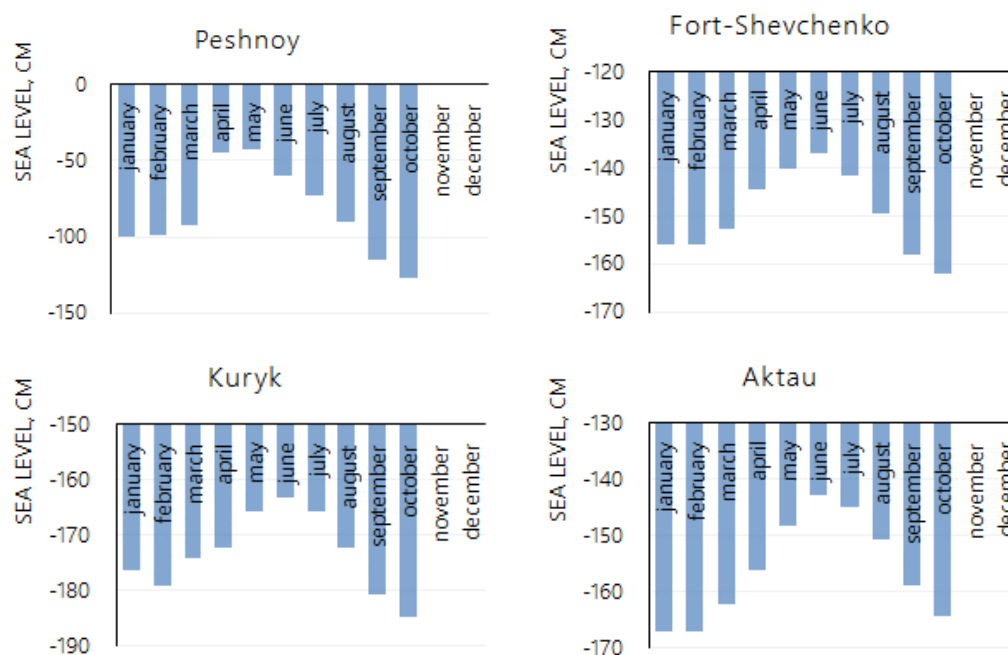 Peshnoy
SEA LEVEL, CM
0
-50
-100
-150
january
february
march
april
may
june
july
august
september
october
november
december
Fort-Shevchenko
SEA LEVEL, CM
-120
-130
-140
-150
-160
-170
january
february
march
april
may
june
july
august
september
october
november
december
Kuryk
SEA LEVEL, CM
-150
-160
-170
-180
-190
january
february
march
april
may
june
july
august
september
october
november
december
Aktau
SEA LEVEL, CM
-130
-140
-150
-160
-170
january
february
march
april
may
june
july
august
september
october
november
december